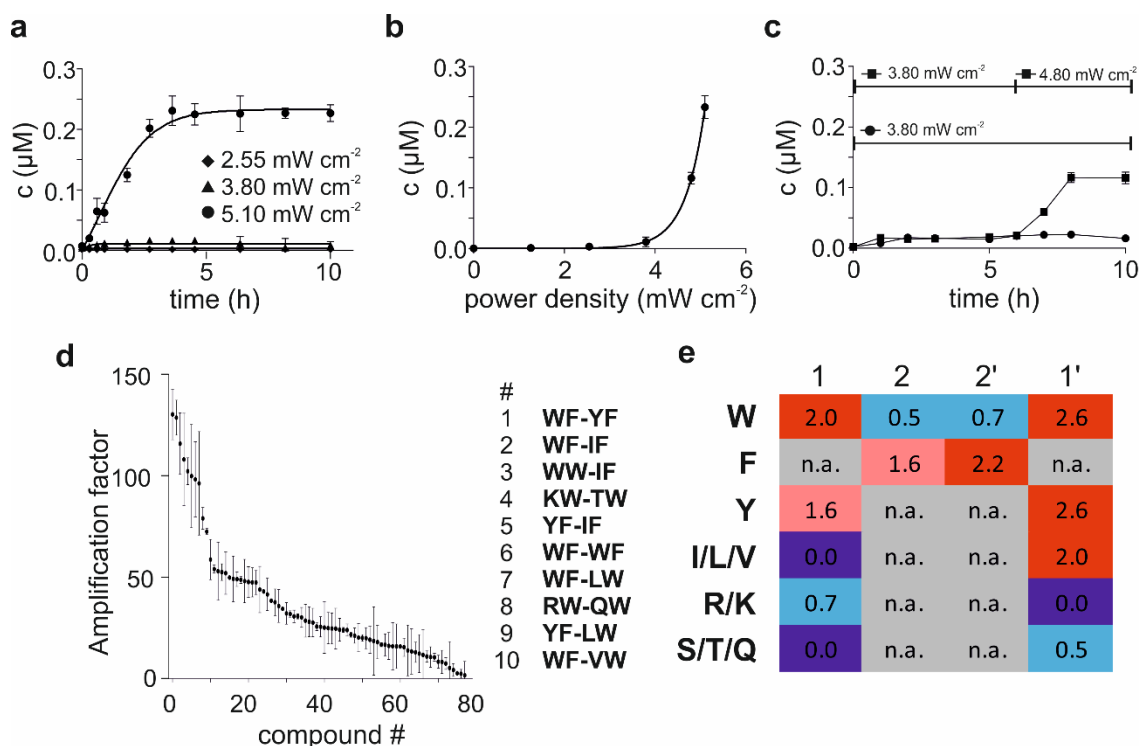 a
0.3
0.2
0.1
0.0
c (µM)
0
5
10
time (h)
2.55 mW cm-2
3.80 mW cm-2
5.10 mW cm-2
b
0.3
0.2
0.1
0.0
c (µM)
0
2
4
6
power density (mW cm-2)
c
0.3
0.2
0.1
0.0
c (µM)
3.80 mW cm-2
4.80 mW cm-2
3.80 mW cm-2
0
5
10
time (h)
d
150
100
50
0
Amplification factor
0
20
40
60
80
compound #
#
1 WF-YF
2 WF-IF
3 WW-IF
4 KW-TW
5 YF-IF
6 WF-WF
7 WF-LW
8 RW-QW
9 YF-LW
10 WF-VW
e
1 2 2' 1'
W 2.0 0.5 0.7 2.6
F n.a. 1.6 2.2 n.a.
Y 1.6 n.a. n.a. 2.6
I/L/V 0.0 n.a. n.a. 2.0
R/K 0.7 n.a. n.a. 0.0
S/T/Q 0.0 n.a. n.a. 0.5